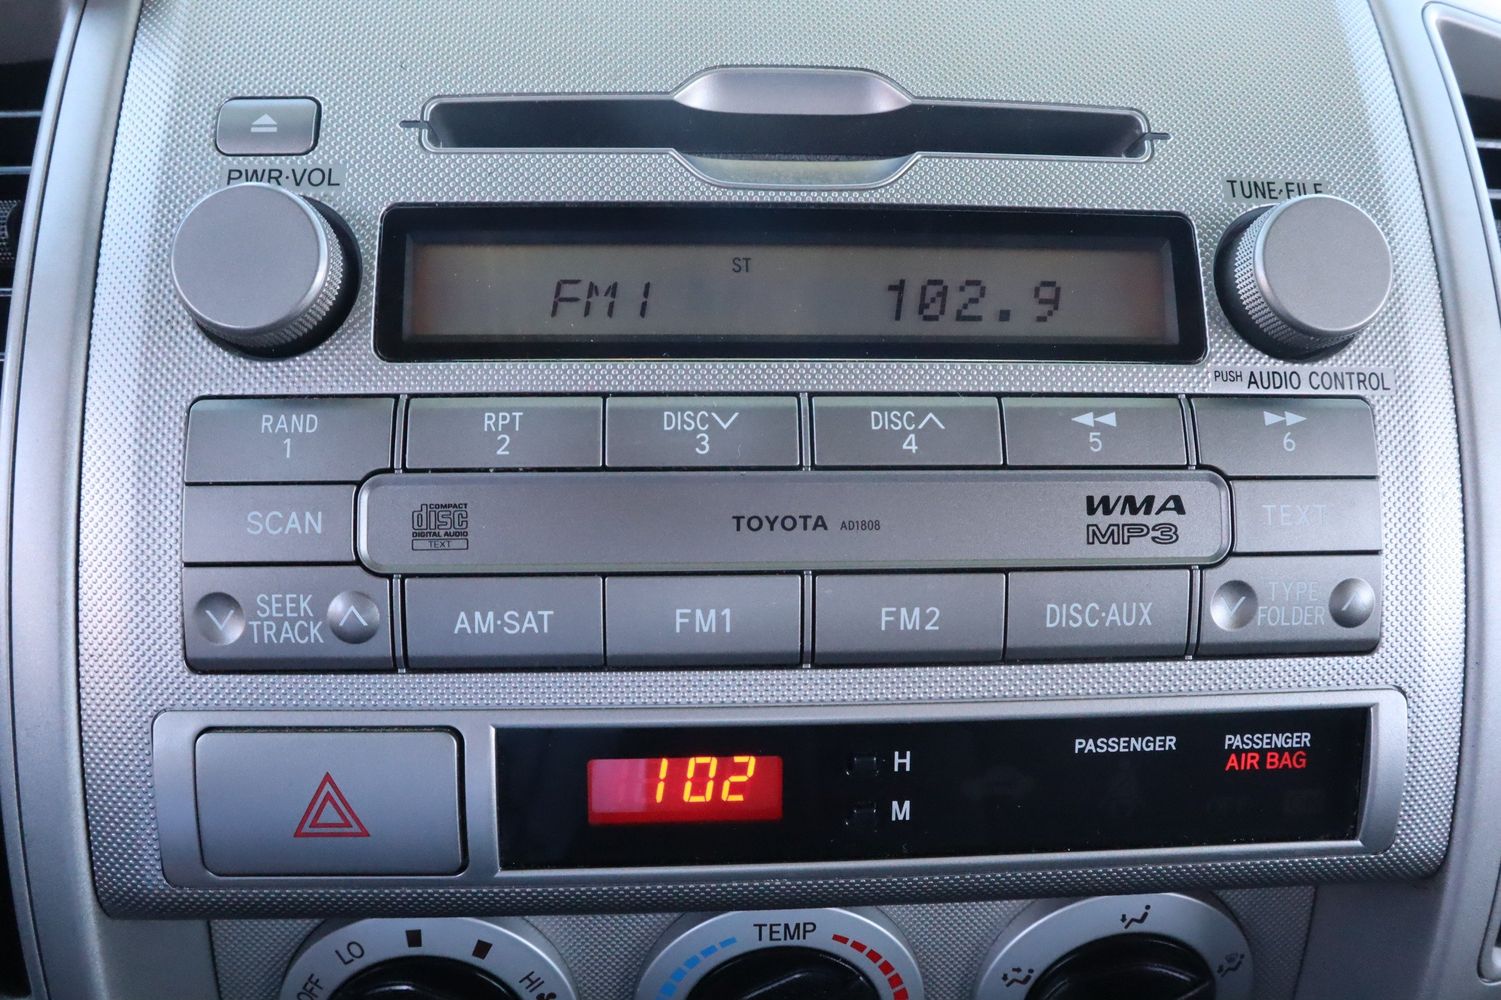 PWR·VOL
TUNE·FILE
ST
FM1 102.9
PUSH AUDIO CONTROL
RAND
1
RPT
2
DISC
3
DISC
4
5
6
SCAN
COMPACT
disc
DIGITAL AUDIO
TEXT
TOYOTA AD1808
WMA
MP3
TEXT
SEEK
TRACK
AM·SAT
FM1
FM2
DISC·AUX
TYPE
FOLDER
102
H
M
PASSENGER
PASSENGER
AIR BAG
OFF
LO
HI
TEMP